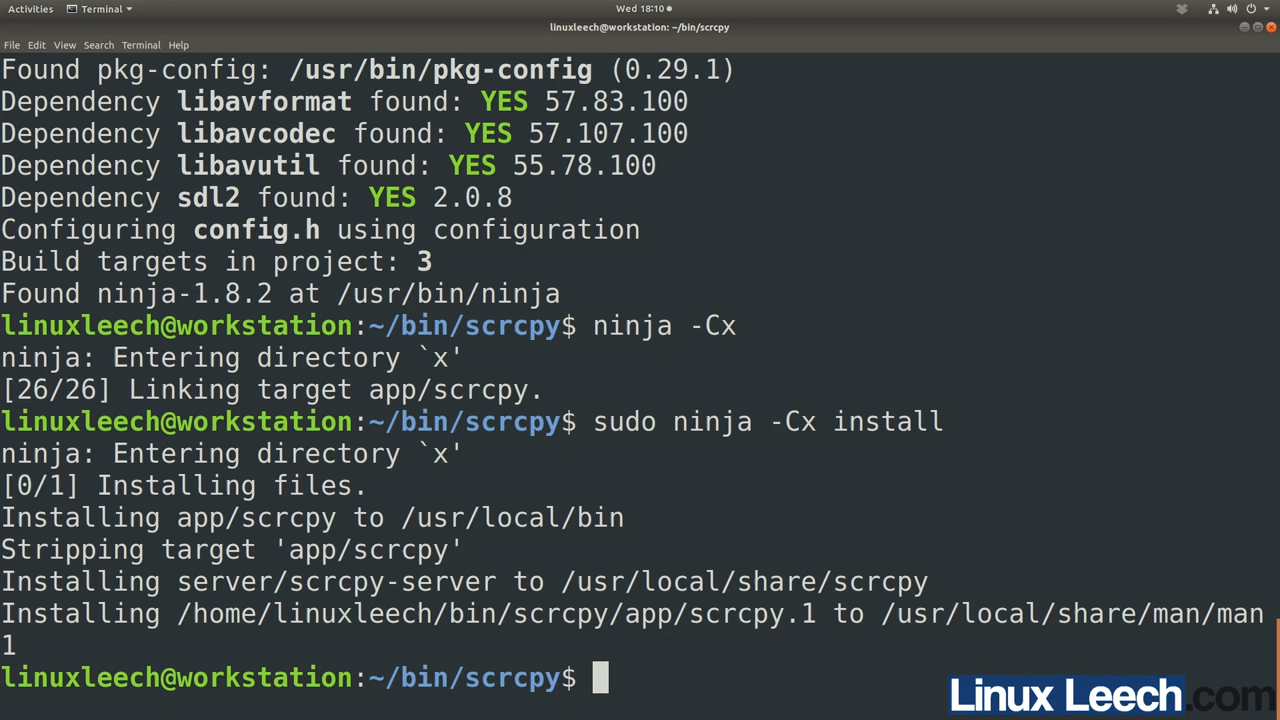 Activities Terminal Wed 18:10
linuxleech@workstation: ~/bin/scrcpy
File Edit View Search Terminal Help
Found pkg-config: /usr/bin/pkg-config (0.29.1)
Dependency libavformat found: YES 57.83.100
Dependency libavcodec found: YES 57.107.100
Dependency libavutil found: YES 55.78.100
Dependency sdl2 found: YES 2.0.8
Configuring config.h using configuration
Build targets in project: 3
Found ninja-1.8.2 at /usr/bin/ninja
linuxleech@workstation:~/bin/scrcpy$ ninja -Cx
ninja: Entering directory `x'
[26/26] Linking target app/scrcpy.
linuxleech@workstation:~/bin/scrcpy$ sudo ninja -Cx install
ninja: Entering directory `x'
[0/1] Installing files.
Installing app/scrcpy to /usr/local/bin
Stripping target 'app/scrcpy'
Installing server/scrcpy-server to /usr/local/share/scrcpy
Installing /home/linuxleech/bin/scrcpy/app/scrcpy.1 to /usr/local/share/man/man
1
linuxleech@workstation:~/bin/scrcpy$
Linux Leech.com